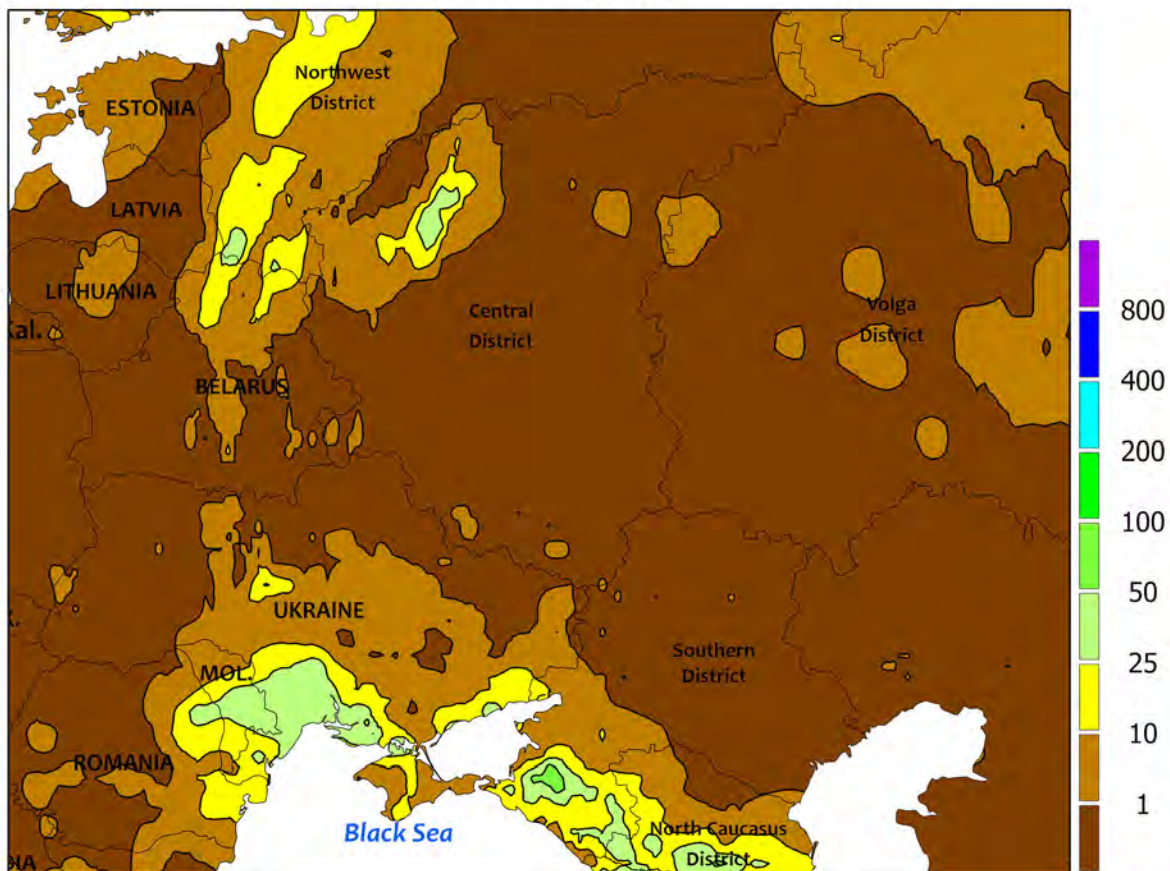 Northwest
District
ESTONIA
LATVIA
LITHUANIA
Kal.
Central
District
Volga
District
BELARUS
UKRAINE
MOL.
Southern
District
ROMANIA
Black Sea
North Caucasus
District
800
400
200
100
50
25
10
1